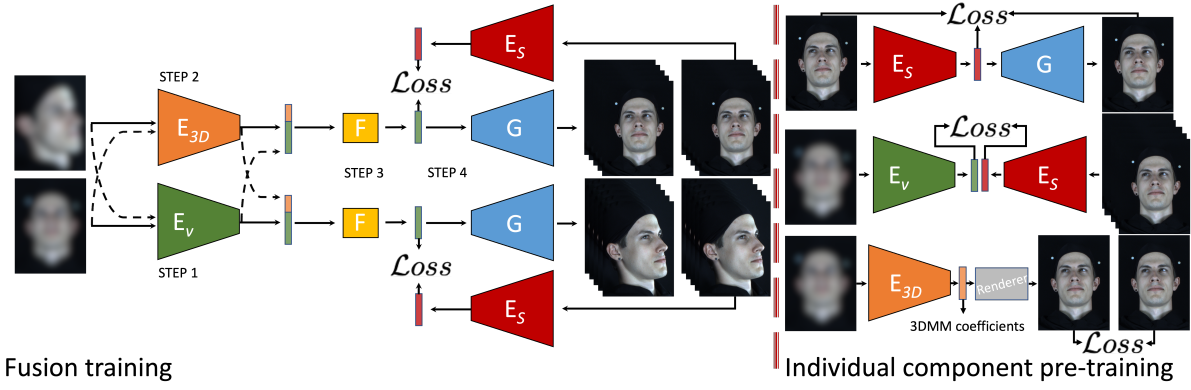 STEP 2
E3D
F
G
ES
Loss
STEP 3
STEP 4
Ev
F
G
STEP 1
Loss
ES
Fusion training
Loss
ES
G
Loss
Ev
ES
E3D
Renderer
3DMM coefficients
Loss
Individual component pre-training